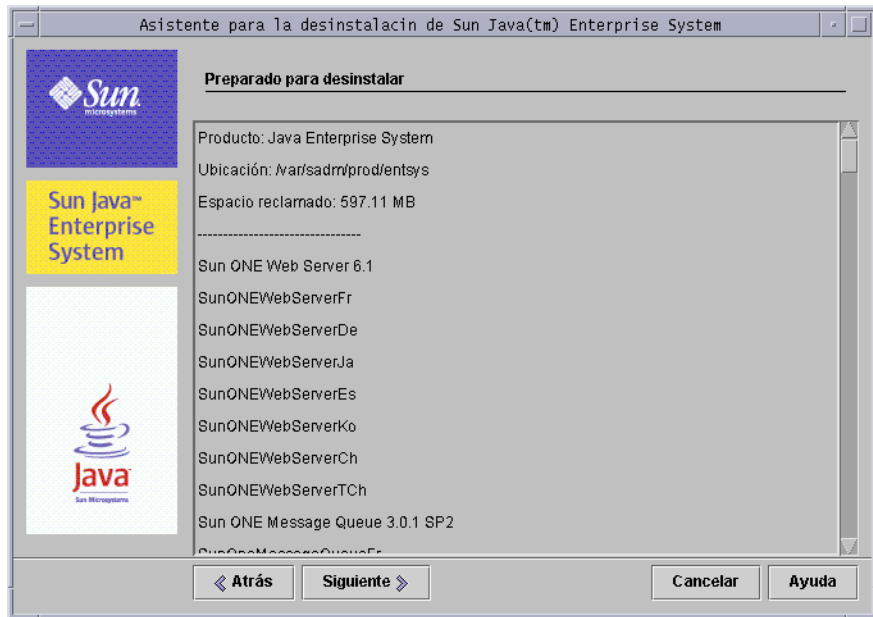 Asistente para la desinstalacin de Sun Java(tm) Enterprise System
Sun
microsystems
Sun Java™
Enterprise
System
Java
Sun Microsystems
Preparado para desinstalar
Producto: Java Enterprise System
Ubicación: /var/sadm/prod/entsys
Espacio reclamado: 597.11 MB
--------------------------------
Sun ONE Web Server 6.1
SunONEWebServerFr
SunONEWebServerDe
SunONEWebServerJa
SunONEWebServerEs
SunONEWebServerKo
SunONEWebServerCh
SunONEWebServerTCh
Sun ONE Message Queue 3.0.1 SP2
SunOneMessageQueueFr
Atrás
Siguiente
Cancelar
Ayuda